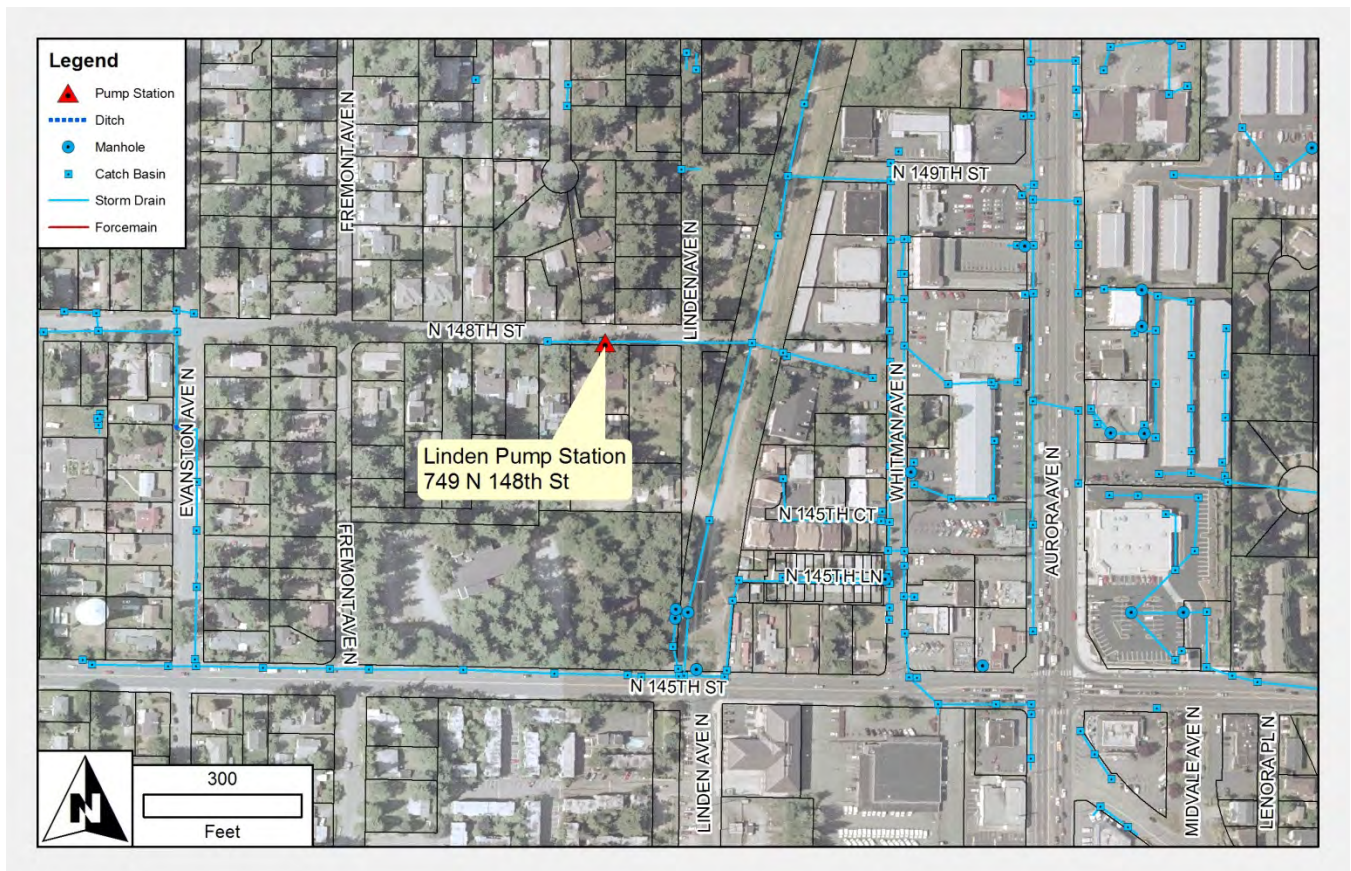 Legend
Pump Station
Ditch
Manhole
Catch Basin
Storm Drain
Forcemain
FREMONT AVE N
N 149TH ST
LINDEN AVE N
N 148TH ST
EVANSTON AVE N
WHITMAN AVE N
AURORA AVE N
Linden Pump Station
749 N 148th St
N 145TH CT
FREMONT AVE N
N 145TH LN
N 145TH ST
LINDEN AVE N
MIDVALE AVE N
LENORA PL N
N
300
Feet